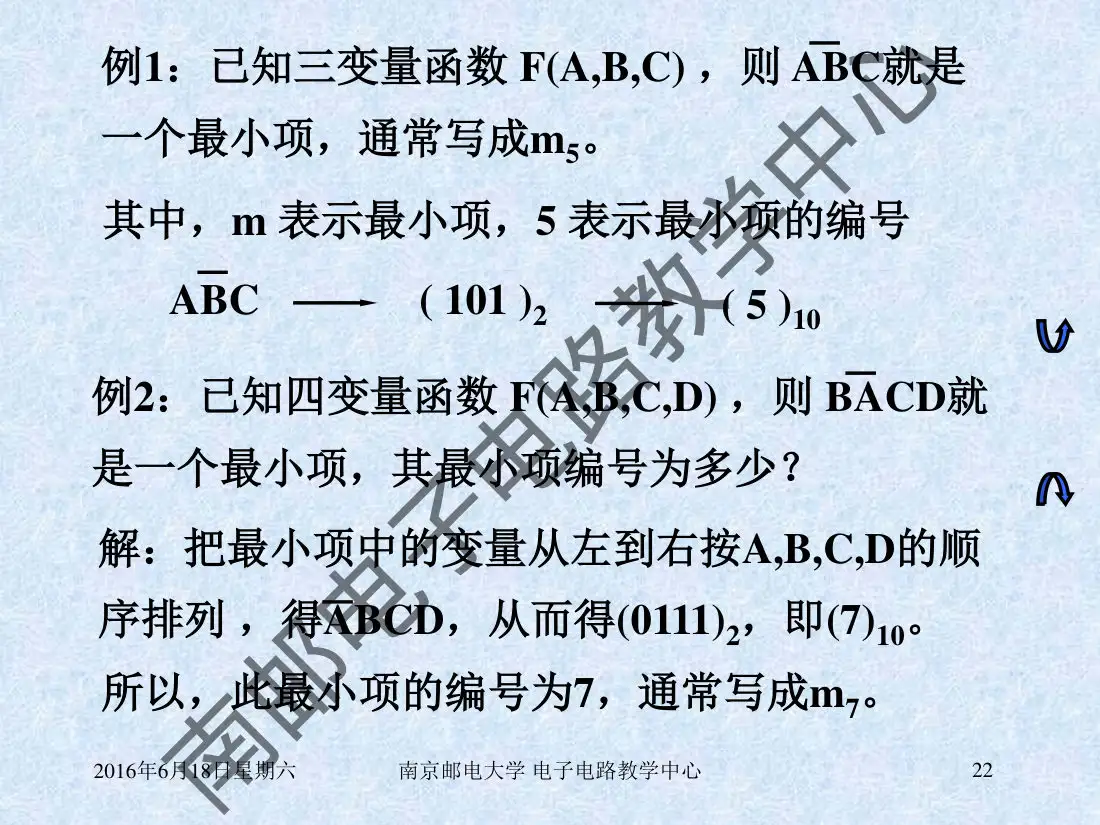 例1：已知三变量函数 F(A,B,C) ，则 AB̅C就是
一个最小项，通常写成m₅。
其中，m 表示最小项，5 表示最小项的编号
AB̅C ⟶ ( 101 )₂ ⟶ ( 5 )₁₀
例2：已知四变量函数 F(A,B,C,D) ，则 BA̅CD就
是一个最小项，其最小项编号为多少？
解：把最小项中的变量从左到右按A,B,C,D的顺
序排列 ，得A̅BCD，从而得(0111)₂，即(7)₁₀。
所以，此最小项的编号为7，通常写成m₇。
南邮电子电路教学中心
2016年6月18日星期六 南京邮电大学 电子电路教学中心 22